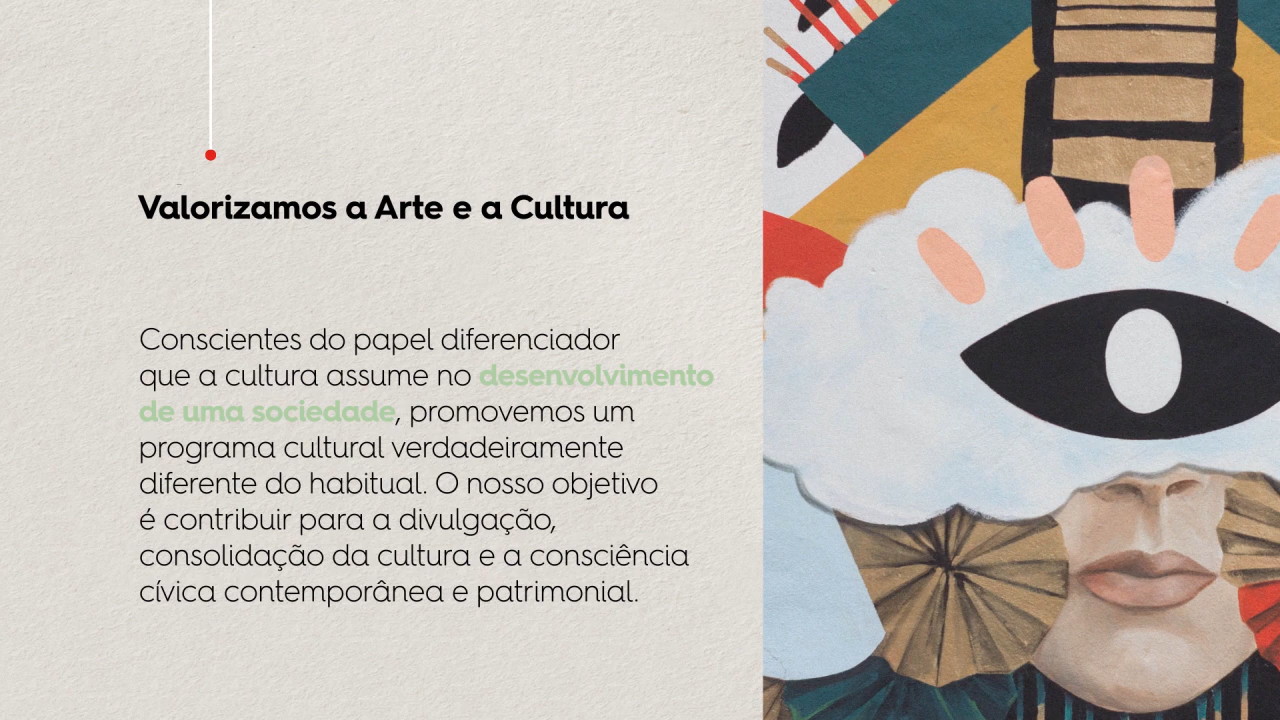 Valorizamos a Arte e a Cultura
Conscientes do papel diferenciador
que a cultura assume no desenvolvimento
de uma sociedade, promovemos um
programa cultural verdadeiramente
diferente do habitual. O nosso objetivo
é contribuir para a divulgação,
consolidação da cultura e a consciência
cívica contemporânea e patrimonial.